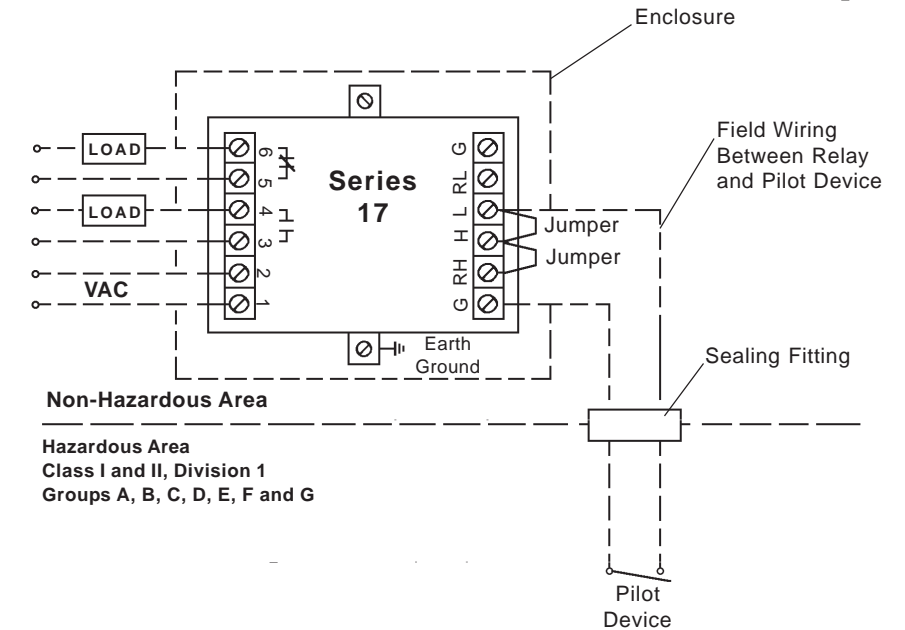 Enclosure
Field Wiring
Between Relay
and Pilot Device
LOAD
LOAD
VAC
6
5
4
3
2
1
Series
17
G
RL
L
H
RH
G
Jumper
Jumper
Earth
Ground
Sealing Fitting
Non-Hazardous Area
Hazardous Area
Class I and II, Division 1
Groups A, B, C, D, E, F and G
Pilot
Device